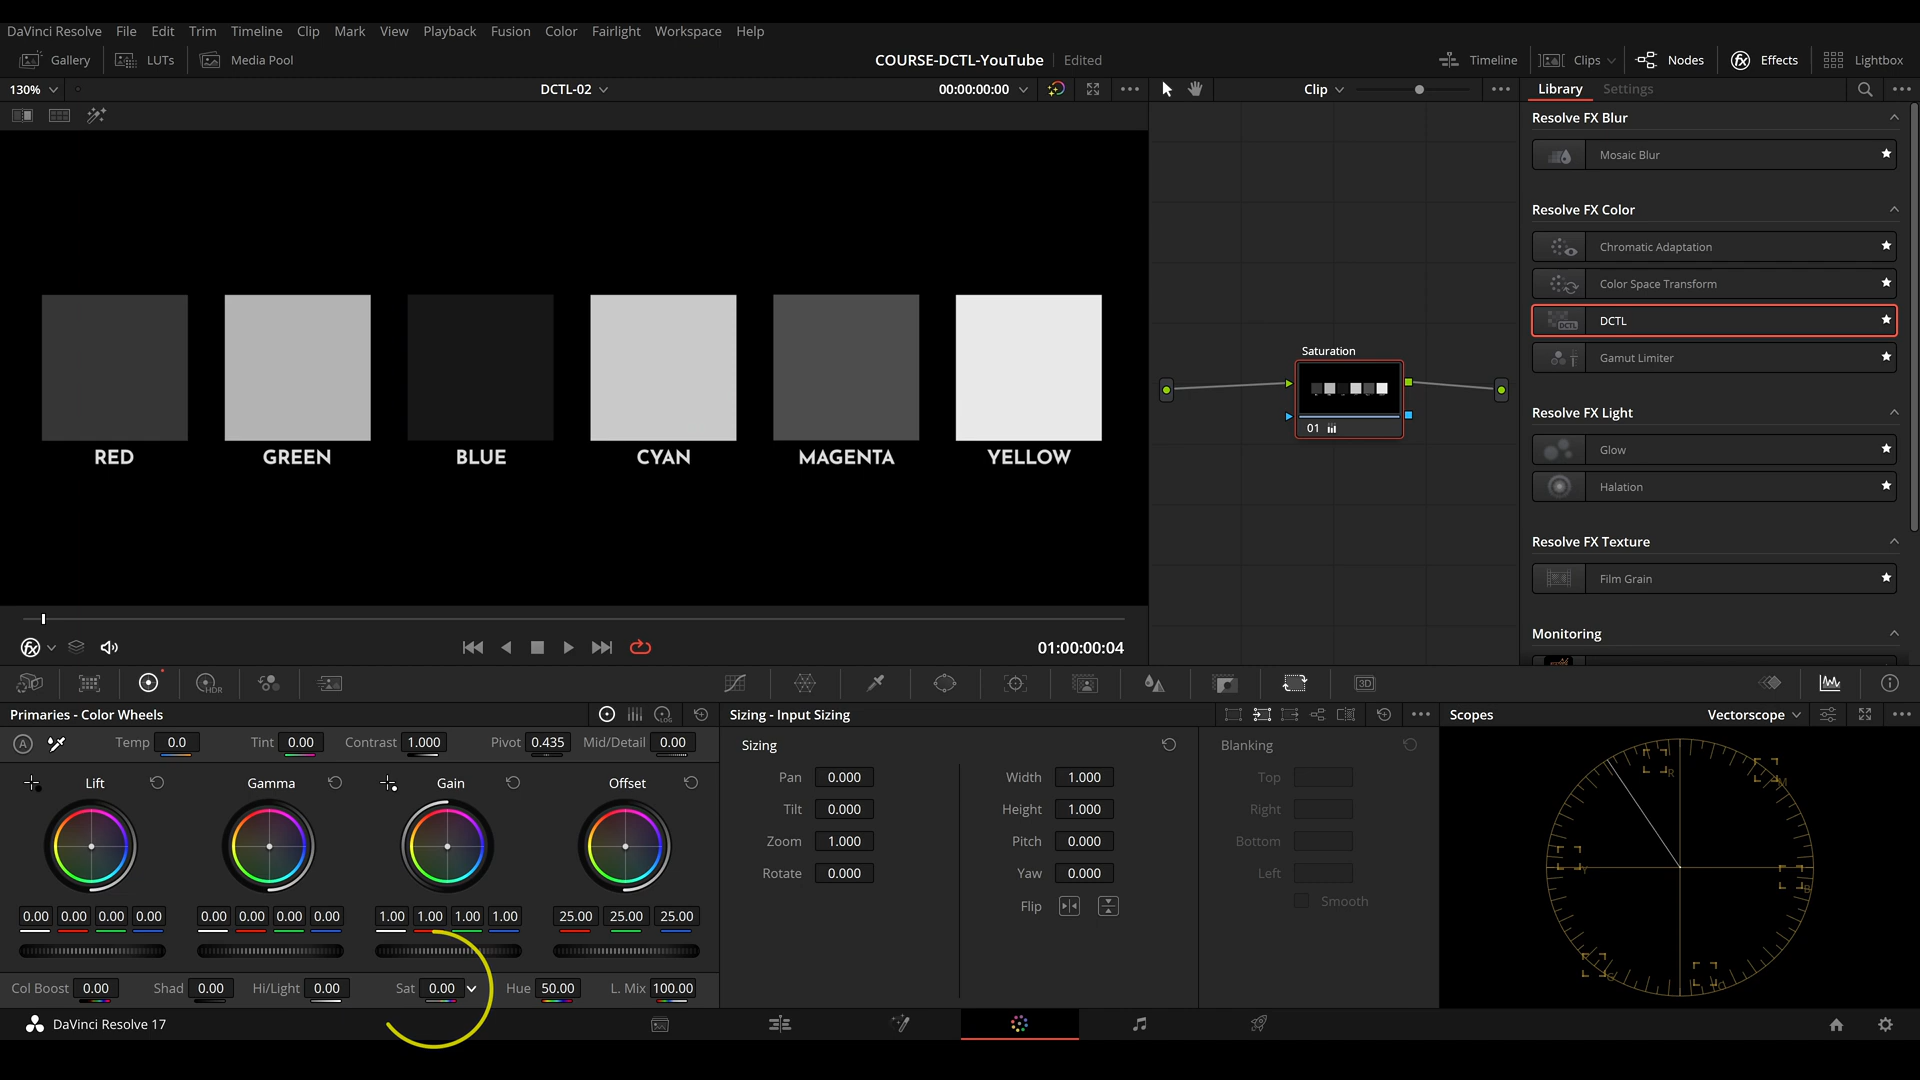 DaVinci Resolve File Edit Trim Timeline Clip Mark View Playback Fusion Color Fairlight Workspace Help
Gallery LUTs Media Pool COURSE-DCTL-YouTube Edited Timeline Clips Nodes Effects Lightbox
130% DCTL-02 00:00:00:00 Clip Library Settings
Resolve FX Blur
Mosaic Blur
Resolve FX Color
Chromatic Adaptation
Color Space Transform
DCTL
DCTL
Gamut Limiter
Resolve FX Light
Glow
Halation
Resolve FX Texture
Film Grain
Monitoring
RED GREEN BLUE CYAN MAGENTA YELLOW
Saturation
01
01:00:00:04
HDR
3D
Primaries - Color Wheels
LOG
Sizing - Input Sizing
Scopes
Vectorscope
A Temp 0.0 Tint 0.00 Contrast 1.000 Pivot 0.435 Mid/Detail 0.00
Lift Gamma Gain Offset
0.00 0.00 0.00 0.00 0.00 0.00 0.00 0.00 1.00 1.00 1.00 1.00 25.00 25.00 25.00
Col Boost 0.00 Shad 0.00 Hi/Light 0.00 Sat 0.00 Hue 50.00 L. Mix 100.00
Sizing
Pan 0.000 Width 1.000
Tilt 0.000 Height 1.000
Zoom 1.000 Pitch 0.000
Rotate 0.000 Yaw 0.000
Flip
Blanking
Top
Right
Bottom
Left
Smooth
R
M
Y
B
G
DaVinci Resolve 17